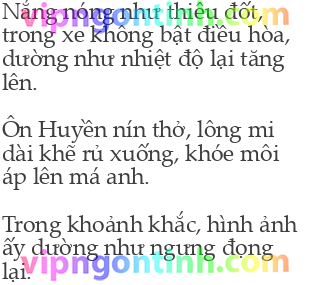 Nắng nóng như thiêu đốt,
vipngontinh.com
trong xe không bật điều hòa,
dường như nhiệt độ lại tăng
lên.
Ôn Huyền nín thở, lông mi
dài khẽ rủ xuống, khóe môi
áp lên má anh.
Trong khoảnh khắc, hình ảnh
ấy dường như ngưng đọng
vipngontinh.com
lại.